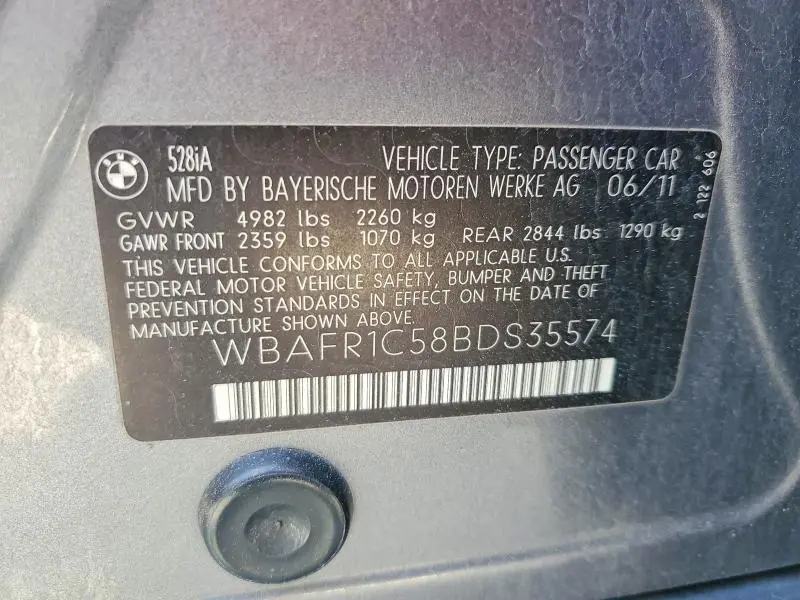 BMW
528iA VEHICLE TYPE: PASSENGER CAR
MFD BY BAYERISCHE MOTOREN WERKE AG 06/11
GVWR 4982 lbs 2260 kg
GAWR FRONT 2359 lbs 1070 kg REAR 2844 lbs 1290 kg
THIS VEHICLE CONFORMS TO ALL APPLICABLE U.S.
FEDERAL MOTOR VEHICLE SAFETY, BUMPER AND THEFT
PREVENTION STANDARDS IN EFFECT ON THE DATE OF
MANUFACTURE SHOWN ABOVE.
WBAFR1C58BDS35574
2 122 606